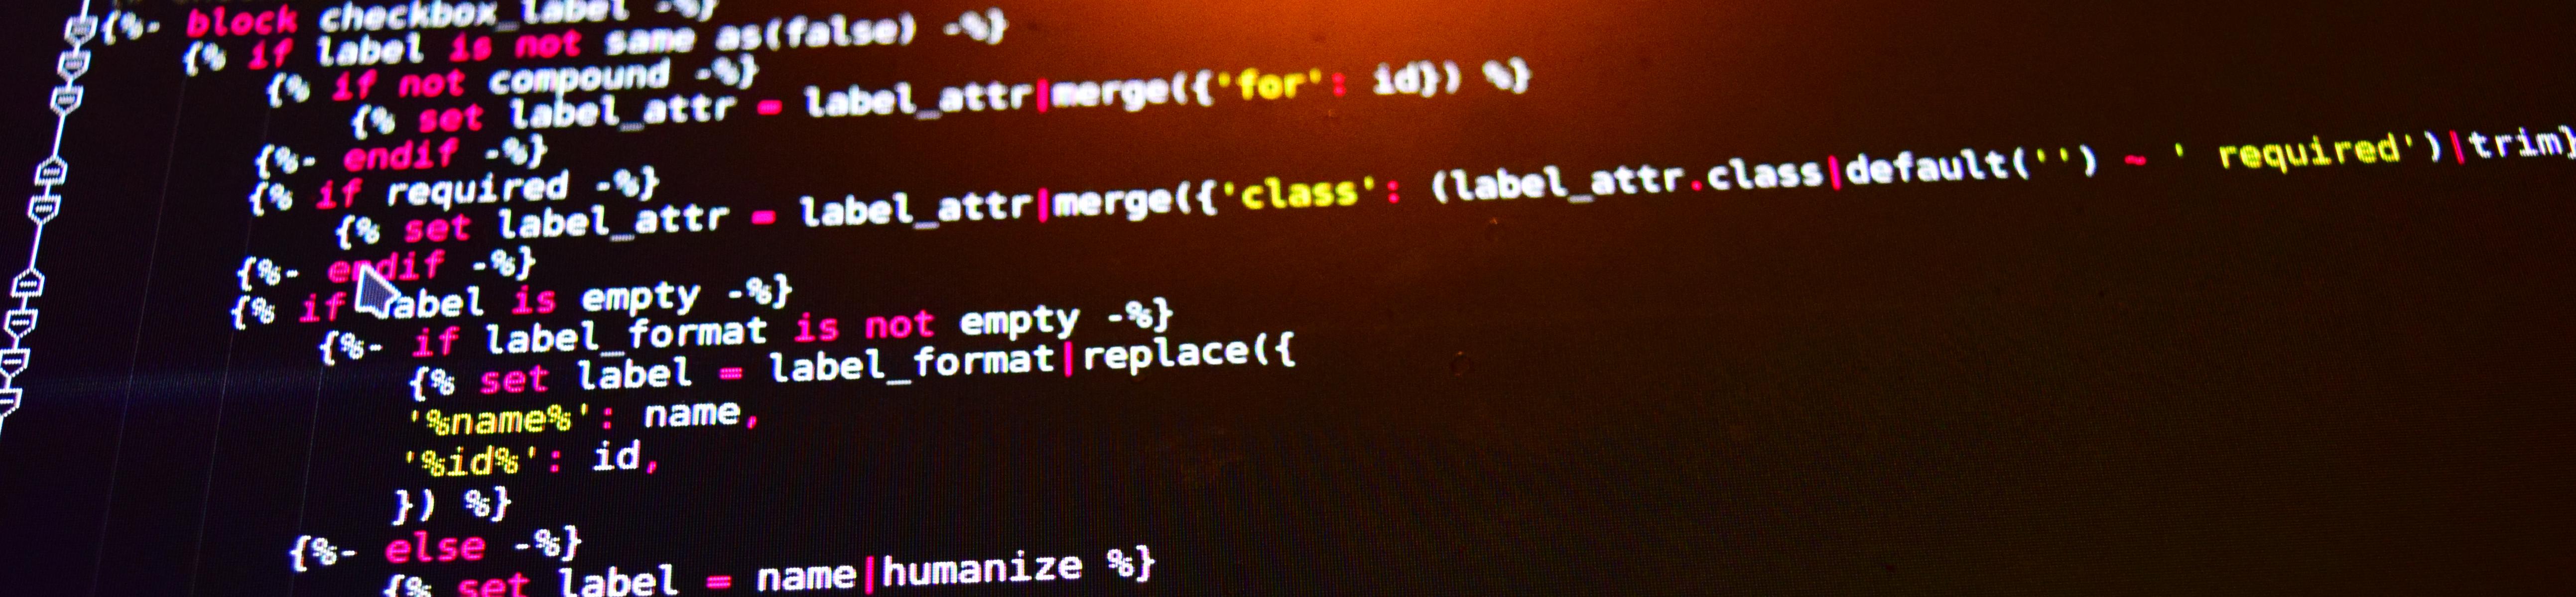 {%- block checkbox_label -%}
{% if label is not same as(false) -%}
{% if not compound -%}
{% set label_attr = label_attr|merge({'for': id}) %}
{%- endif -%}
{% if required -%}
{% set label_attr = label_attr|merge({'class': (label_attr.class|default('') ~ ' required')|trim}
{%- endif -%}
{% if label is empty -%}
{%- if label_format is not empty -%}
{% set label = label_format|replace({
'%name%': name,
'%id%': id,
}) %}
{%- else -%}
{% set label = name|humanize %}